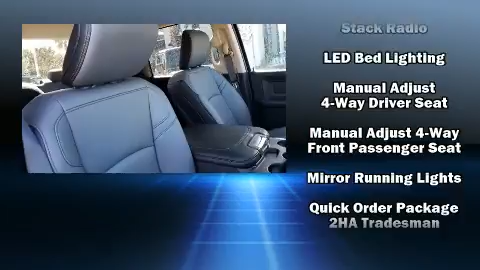 Stack Radio
LED Bed Lighting
Manual Adjust
4-Way Driver Seat
Manual Adjust 4-Way
Front Passenger Seat
Mirror Running Lights
Quick Order Package
2HA Tradesman